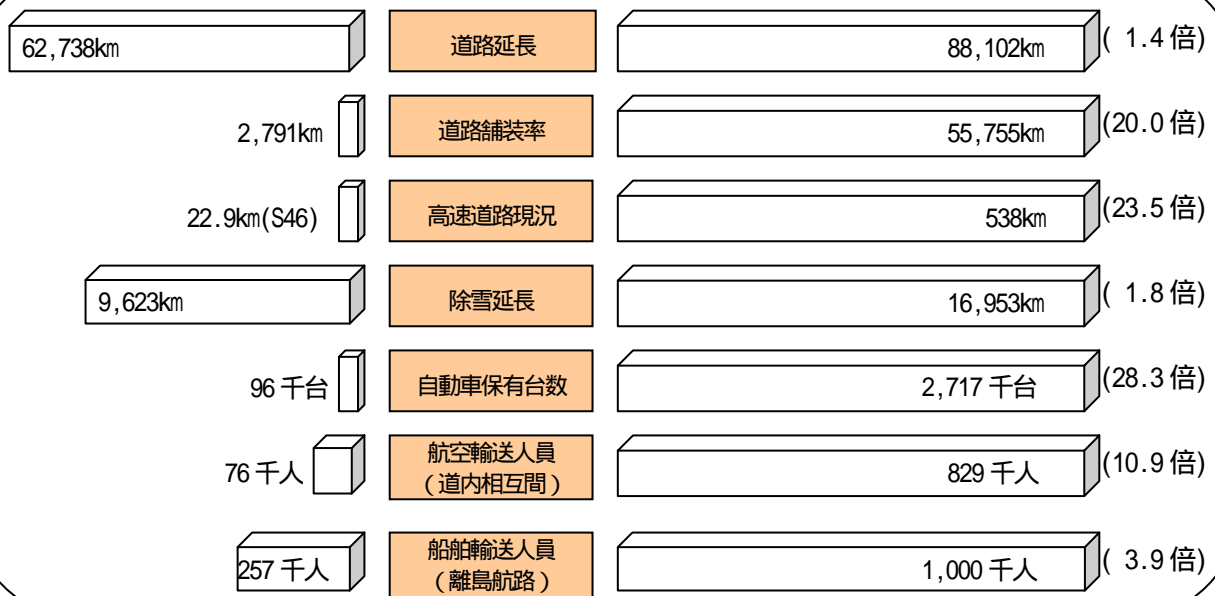 62,738km 道路延長 88,102km ( 1.4倍)
2,791km 道路舗装率 55,755km (20.0倍)
22.9km(S46) 高速道路現況 538km (23.5倍)
9,623km 除雪延長 16,953km ( 1.8倍)
96千台 自動車保有台数 2,717千台 (28.3倍)
76千人 航空輸送人員 829千人 (10.9倍)
(道内相互間)
257千人 船舶輸送人員 1,000千人 ( 3.9倍)
(離島航路)